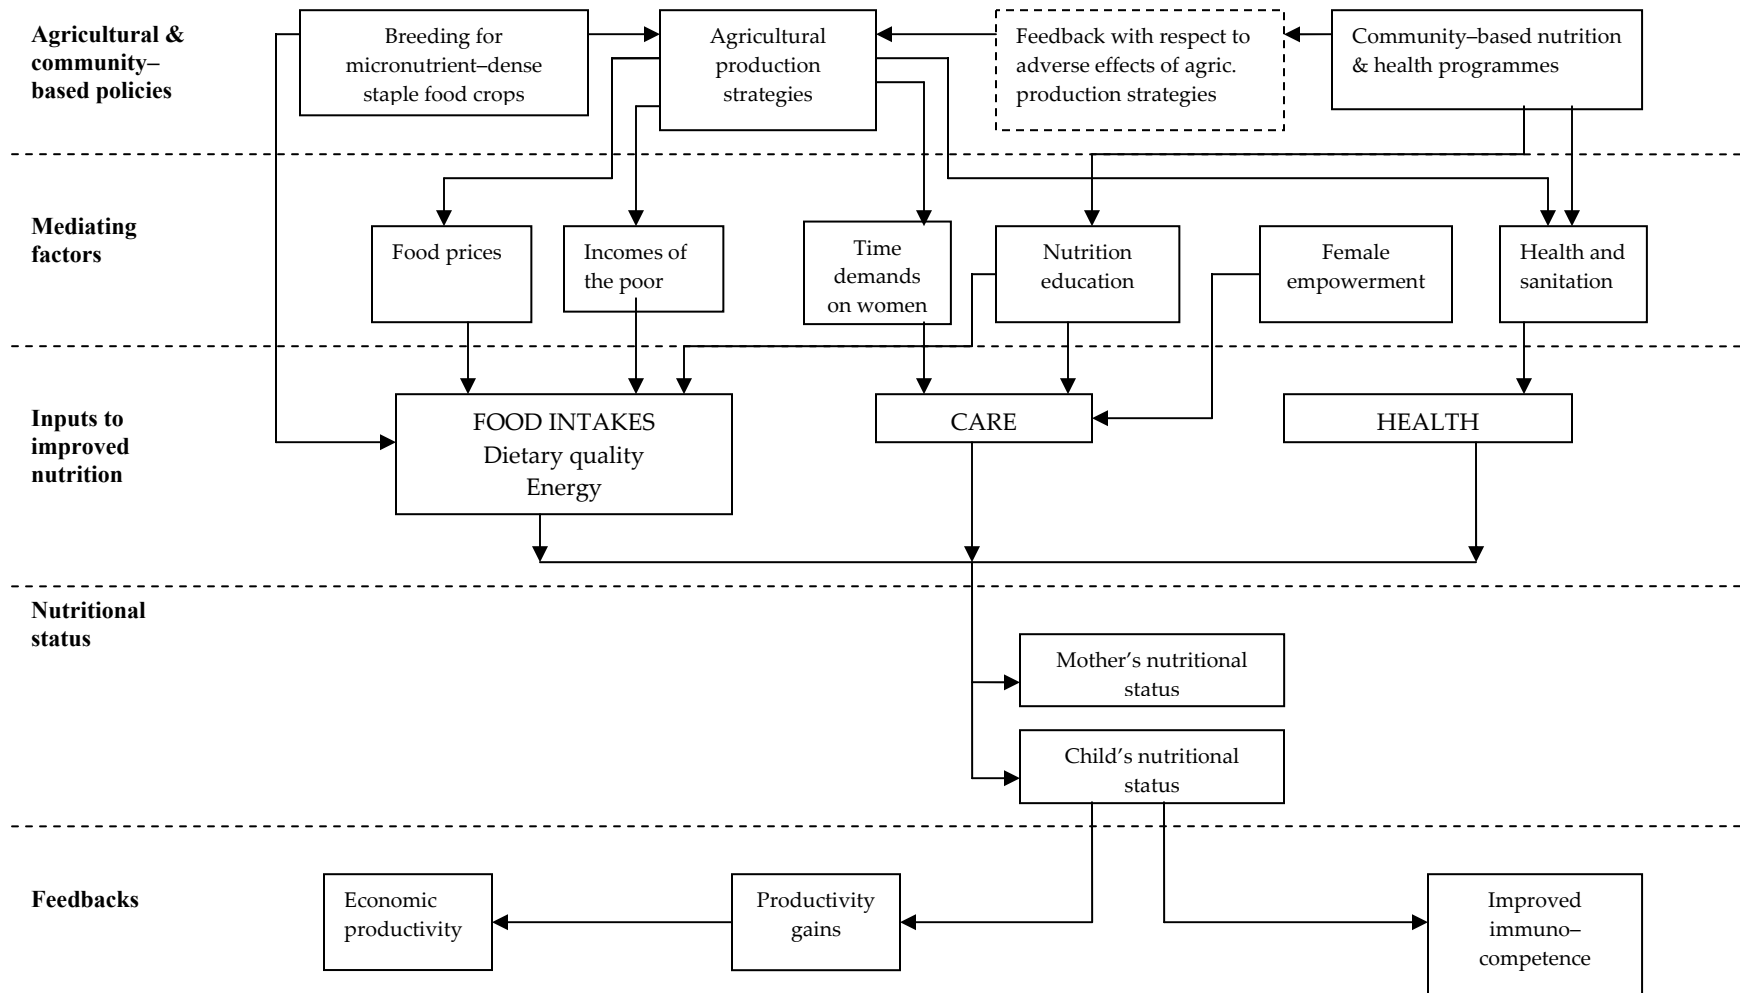 Agricultural &
community–
based policies
Breeding for
micronutrient–dense
staple food crops
Agricultural
production
strategies
Feedback with respect to
adverse effects of agric.
production strategies
Community–based nutrition
& health programmes
Mediating
factors
Food prices
Incomes of
the poor
Time
demands
on women
Nutrition
education
Female
empowerment
Health and
sanitation
Inputs to
improved
nutrition
FOOD INTAKES
Dietary quality
Energy
CARE
HEALTH
Nutritional
status
Mother’s nutritional
status
Child’s nutritional
status
Feedbacks
Economic
productivity
Productivity
gains
Improved
immuno–
competence